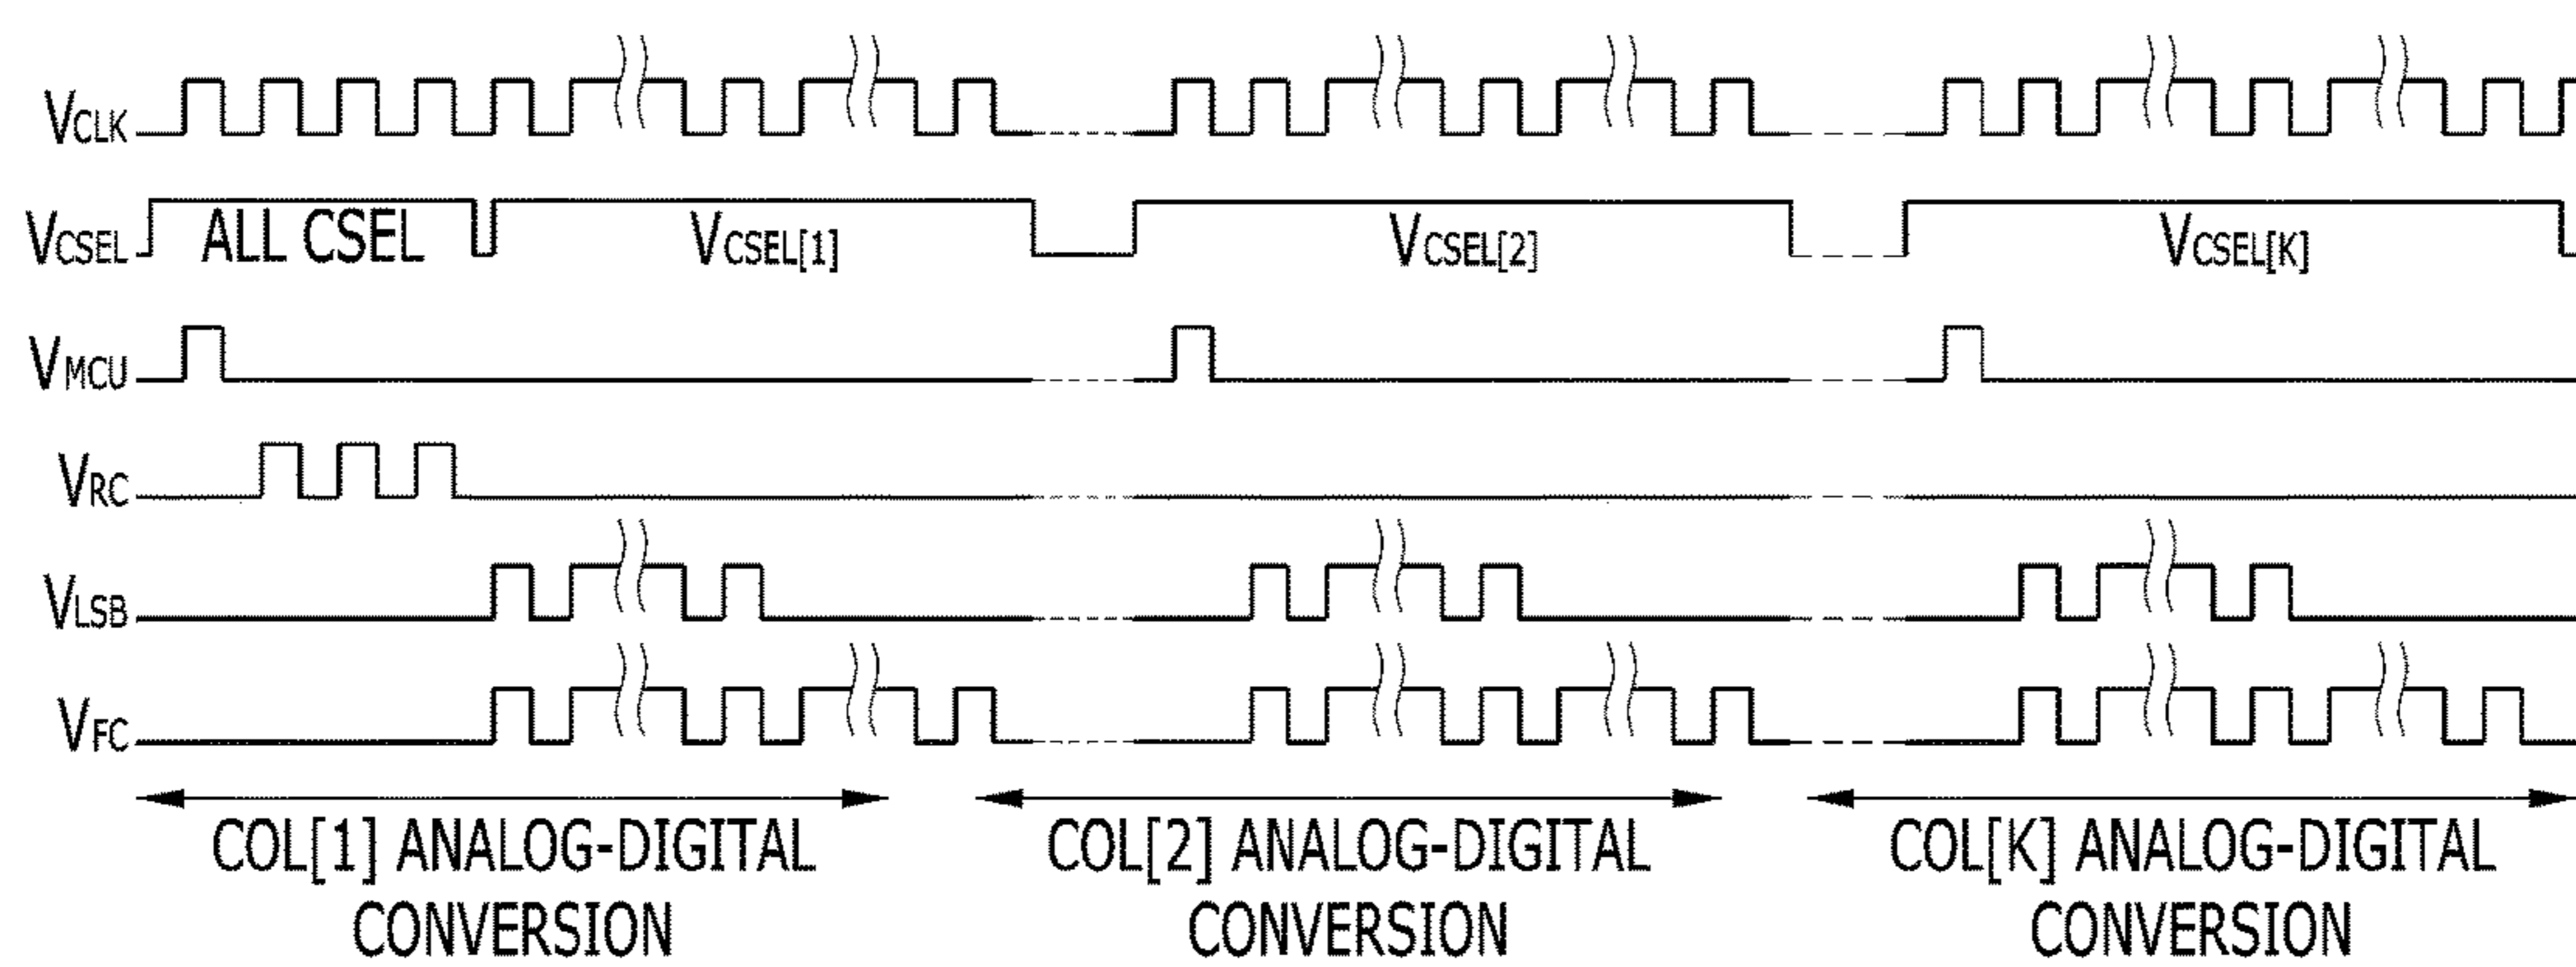 VCLK
VCSEL ALL CSEL VCSEL[1] VCSEL[2] VCSEL[K]
VMCU
VRC
VLSB
VFC
COL[1] ANALOG-DIGITAL CONVERSION
COL[2] ANALOG-DIGITAL CONVERSION
COL[K] ANALOG-DIGITAL CONVERSION